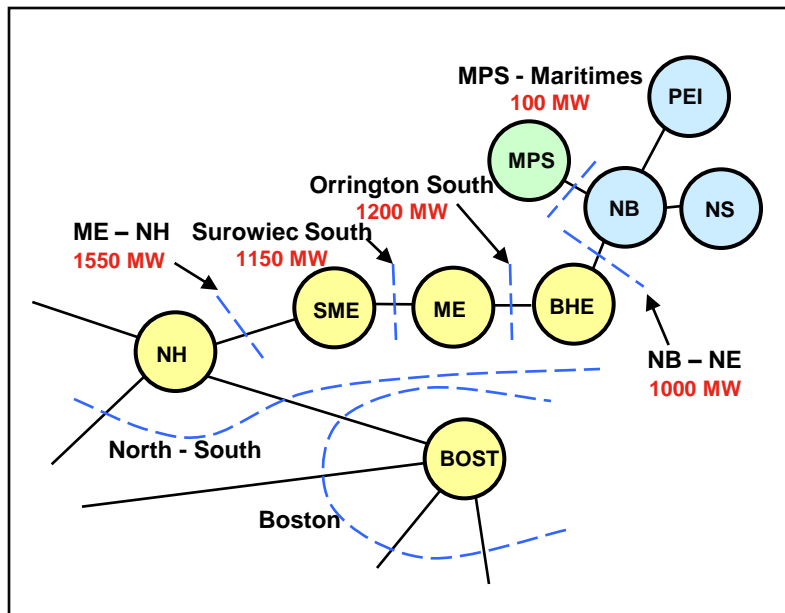 MPS - Maritimes
100 MW
PEI
MPS
Orrington South
1200 MW
NB
NS
ME – NH
1550 MW
Surowiec South
1150 MW
SME
ME
BHE
NH
NB – NE
1000 MW
North - South
BOST
Boston